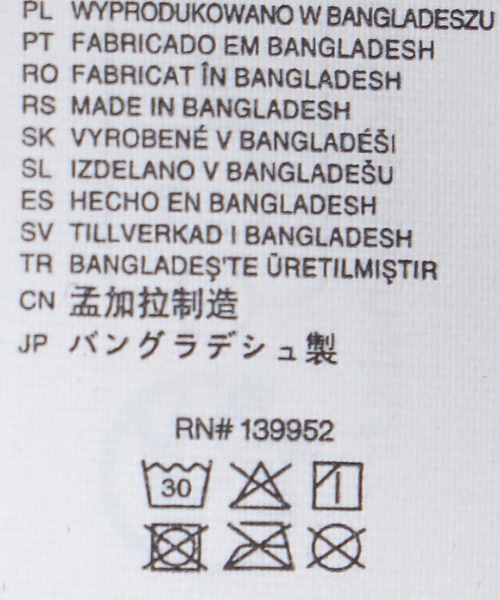 PL WYPRODUKOWANO W BANGLADESZU
PT FABRICADO EM BANGLADESH
RO FABRICAT ÎN BANGLADESH
RS MADE IN BANGLADESH
SK VYROBENÉ V BANGLADÉŠI
SL IZDELANO V BANGLADEŠU
ES HECHO EN BANGLADESH
SV TILLVERKAD I BANGLADESH
TR BANGLADEŞ'TE ÜRETILMIŞTIR
CN 孟加拉制造
JP バングラデシュ製
RN# 139952
30